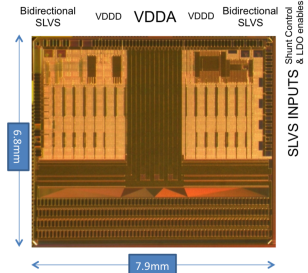 Bidirectional SLVS
VDDD
VDDA
VDDD
Bidirectional SLVS
SLVS INPUTS
Shunt Control & LDO enables
6.8mm
7.9mm